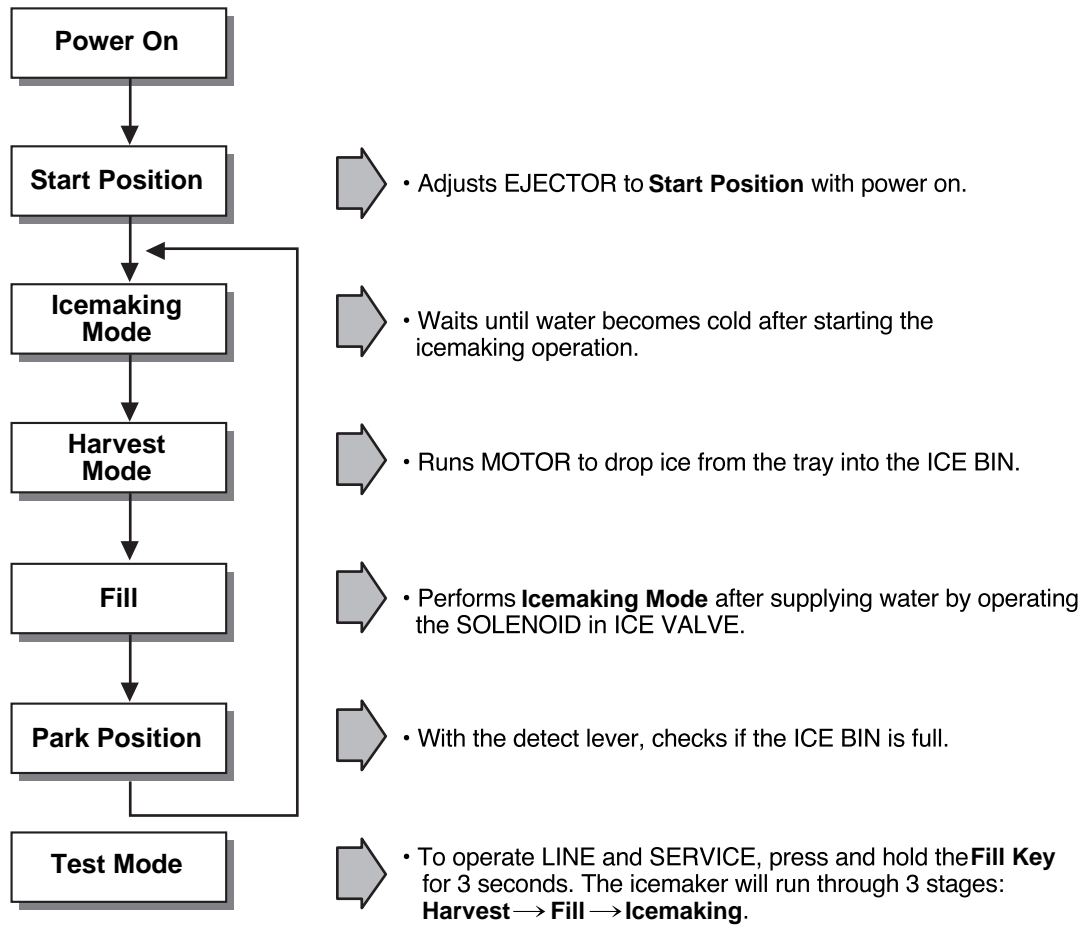 Power On
Start Position
• Adjusts EJECTOR to Start Position with power on.
Icemaking
Mode
• Waits until water becomes cold after starting the
icemaking operation.
Harvest
Mode
• Runs MOTOR to drop ice from the tray into the ICE BIN.
Fill
• Performs Icemaking Mode after supplying water by operating
the SOLENOID in ICE VALVE.
Park Position
• With the detect lever, checks if the ICE BIN is full.
Test Mode
• To operate LINE and SERVICE, press and hold the Fill Key
for 3 seconds. The icemaker will run through 3 stages:
Harvest → Fill → Icemaking.